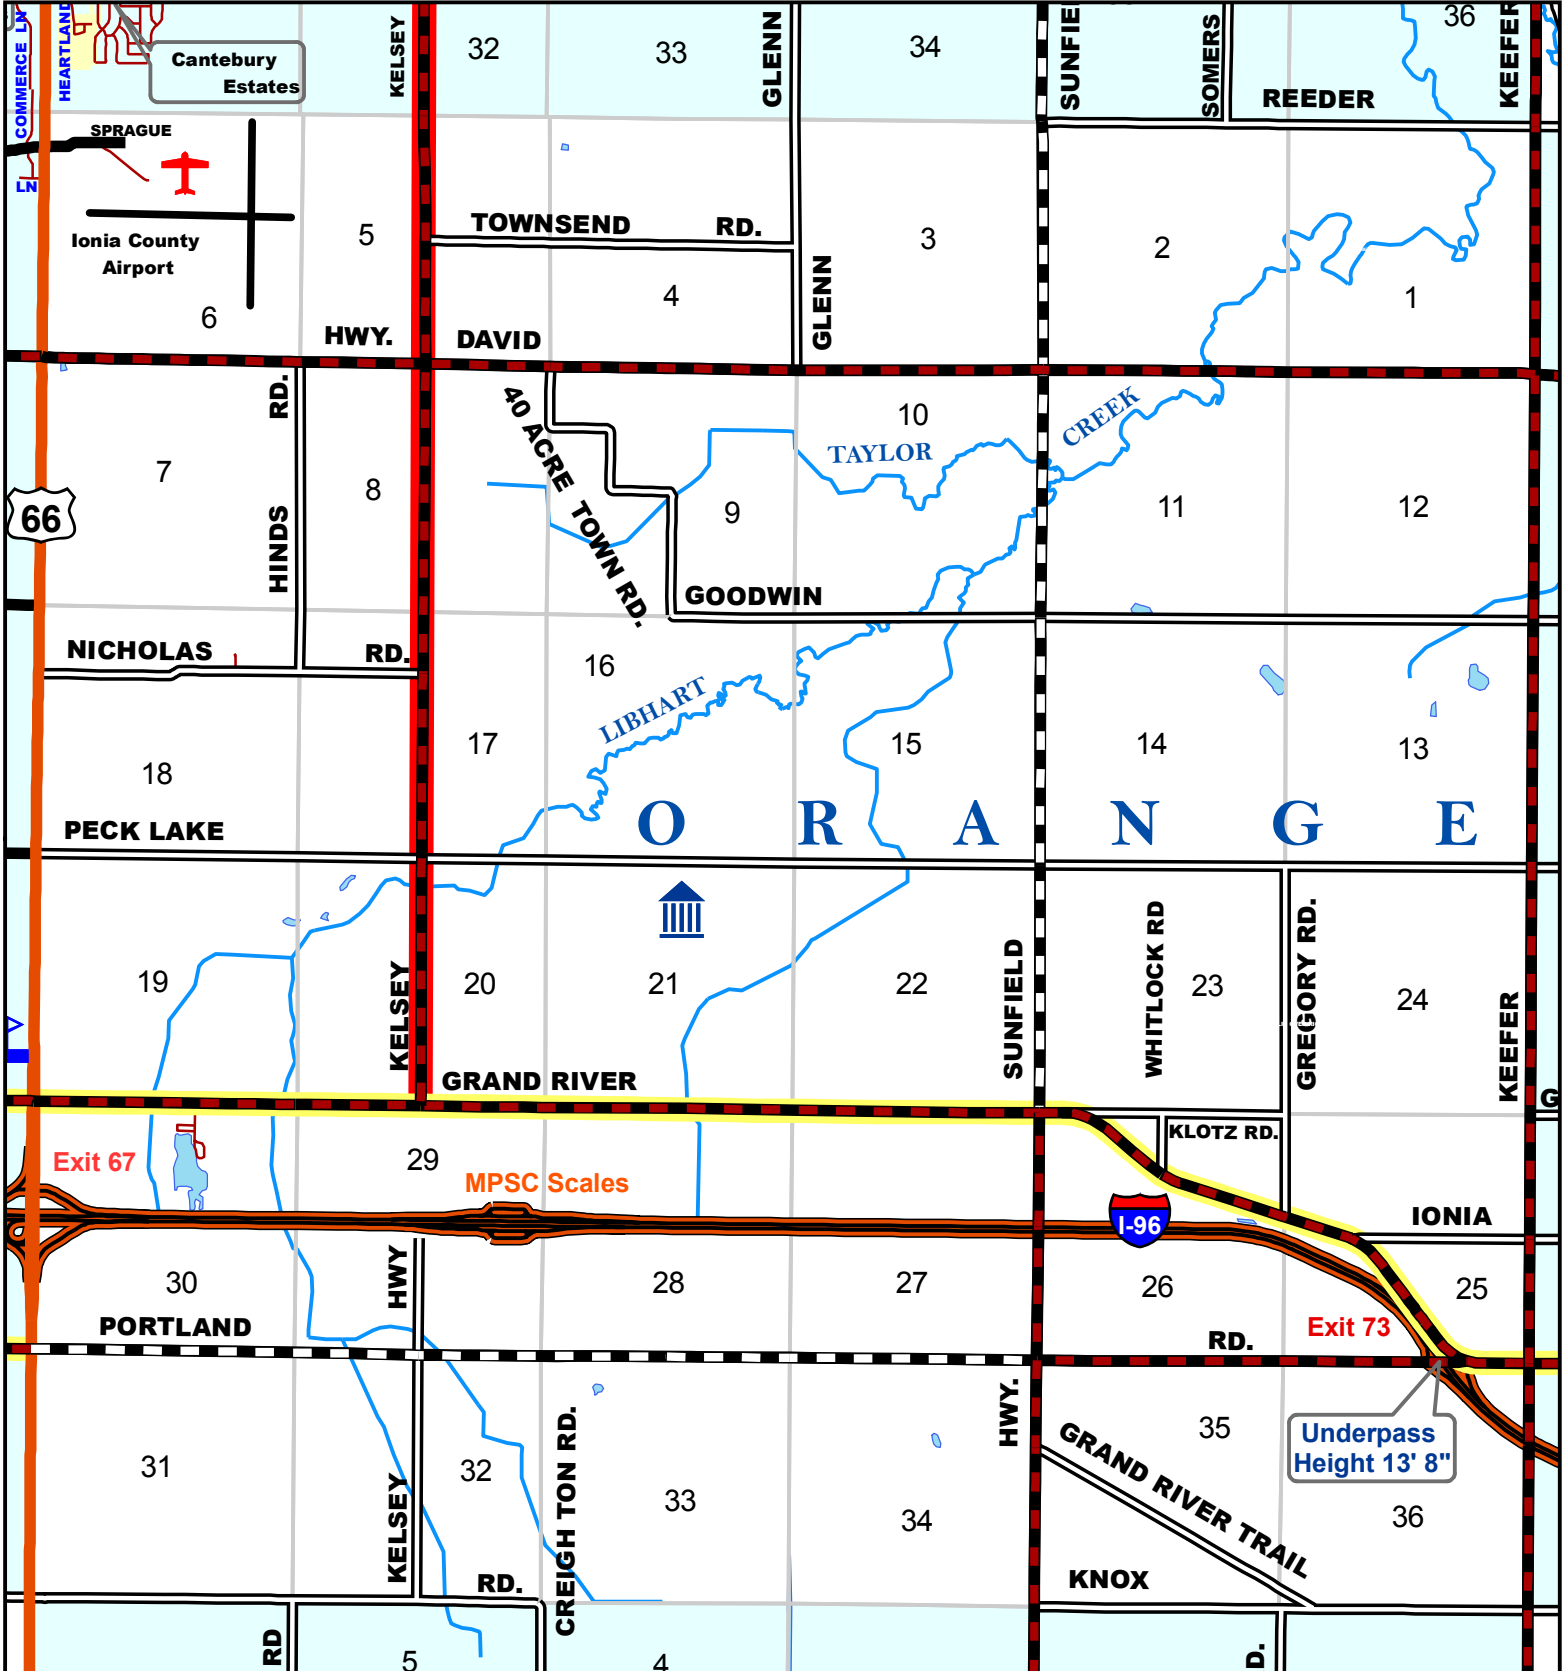 COMMERCE LN
HEARTLAND
KELSEY
32
33
GLENN
34
SUNFIE
SOMERS
36
KEEFER
Cantebury
Estates
REEDER
SPRAGUE
LN
Ionia County
Airport
5
TOWNSEND RD.
3
2
4
GLENN
1
6
HWY.
DAVID
RD.
40 ACRE TOWN RD.
10
TAYLOR
CREEK
7
8
9
11
12
66
HINDS
GOODWIN
NICHOLAS
RD.
16
LIBHART
17
15
14
13
18
PECK LAKE
ORANGE
19
KELSEY
20
21
22
SUNFIELD
WHITLOCK RD
23
GREGORY RD.
24
KEEFER
GRAND RIVER
G
KLOTZ RD.
Exit 67
29
MPSC Scales
I-96
IONIA
30
HWY
28
27
26
25
PORTLAND
RD.
Exit 73
HWY.
Underpass
Height 13' 8"
31
KELSEY
32
CREIGH TON RD.
33
34
35
GRAND RIVER TRAIL
36
RD.
KNOX
RD
5
4
D.